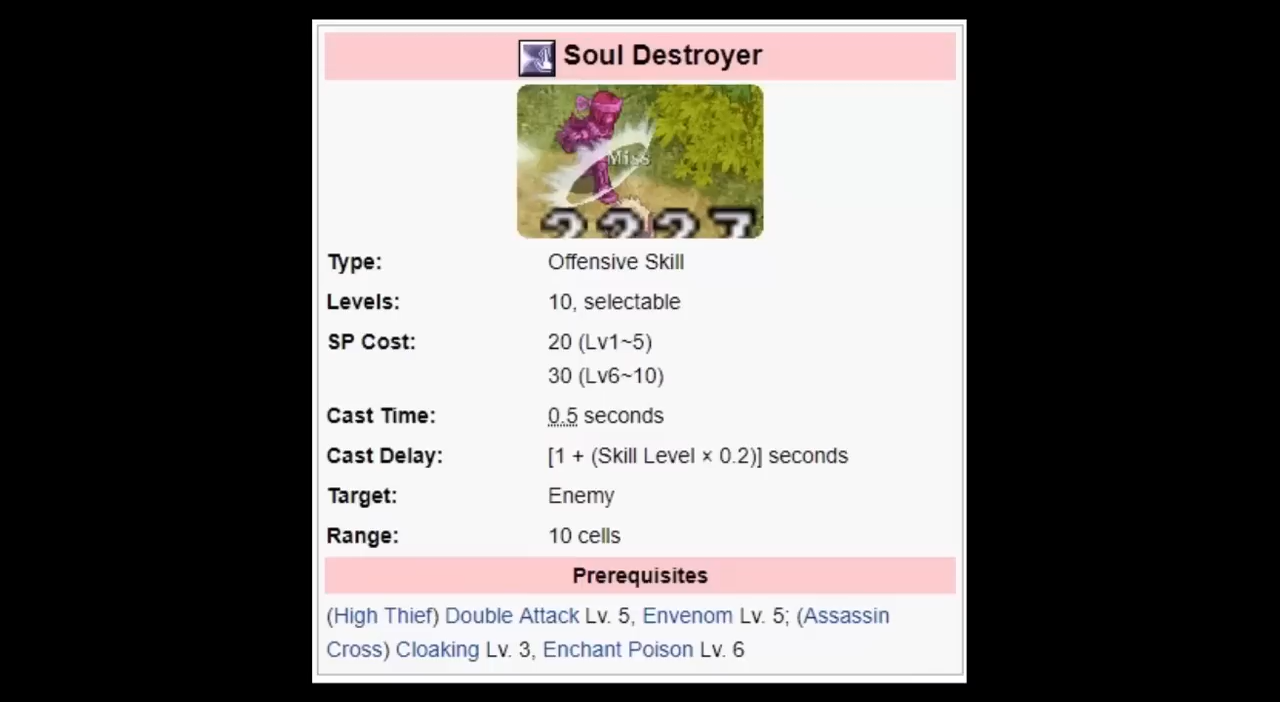 Soul Destroyer
Miss
2227
Type: Offensive Skill
Levels: 10, selectable
SP Cost: 20 (Lv1~5)
30 (Lv6~10)
Cast Time: 0.5 seconds
Cast Delay: [1 + (Skill Level × 0.2)] seconds
Target: Enemy
Range: 10 cells
Prerequisites
(High Thief) Double Attack Lv. 5, Envenom Lv. 5; (Assassin
Cross) Cloaking Lv. 3, Enchant Poison Lv. 6